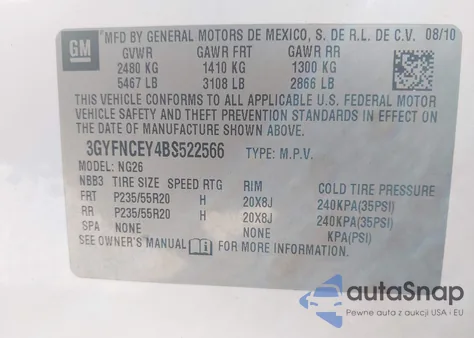 GM MFD BY GENERAL MOTORS DE MEXICO, S. DE R.L. DE C.V. 08/10
GVWR GAWR FRT GAWR RR
2480 KG 1410 KG 1300 KG
5467 LB 3108 LB 2866 LB
THIS VEHICLE CONFORMS TO ALL APPLICABLE U.S. FEDERAL MOTOR
VEHICLE SAFETY AND THEFT PREVENTION STANDARDS IN EFFECT ON
THE DATE OF MANUFACTURE SHOWN ABOVE.
3GYFNCEY4BS522566 TYPE: M.P.V.
MODEL: NG26
NBB3 TIRE SIZE SPEED RTG RIM COLD TIRE PRESSURE
FRT P235/55R20 H 20X8J 240KPA(35PSI)
RR P235/55R20 H 20X8J 240KPA(35PSI)
SPA NONE NONE KPA(PSI)
SEE OWNER'S MANUAL i FOR MORE INFORMATION.
autoSnap
Pewne auta z aukcji USA i EU